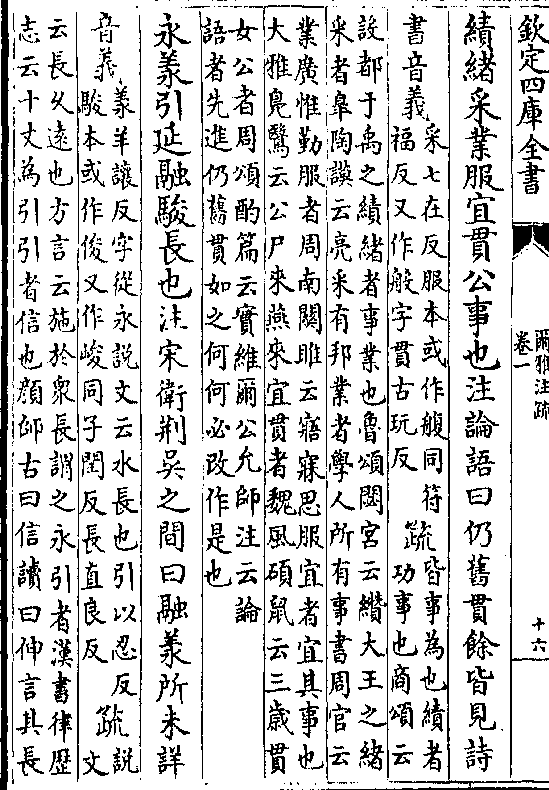 欽定四庫全書
爾雅注疏
卷一
十六
績緒采業服宜貫公事也注論語曰仍舊貫餘皆見詩
書音義
采七在反服本或作𦨕同符
福反又作般字貫古玩反
疏
皆事為也績者
功事也商頌云
設都于禹之績緒者事業也魯頌閟宮云纘大王之緒
采者皋陶謨云亮采有邦業者學人所有事書周官云
業廣惟勤服者周南關雎云寤寐思服宜者宜其事也
大雅鳧鷖云公尸來燕來宜貫者魏風碩鼠云三歳貫
女公者周頌酌篇云實維爾公允師注云論
語者先進仍舊貫如之何何必改作是也
永羕引延融駿長也注宋衛荆吳之間曰融羕所未詳
音義
羕羊讓反字從永說文云水長也引以忍反
駿本或作俊又作峻同子閏反長直良反
疏
說
文
云長久遠也方言云施於衆長謂之永引者漢書律歴
志云十丈為引引者信也顔師古曰信讀曰伸言其長